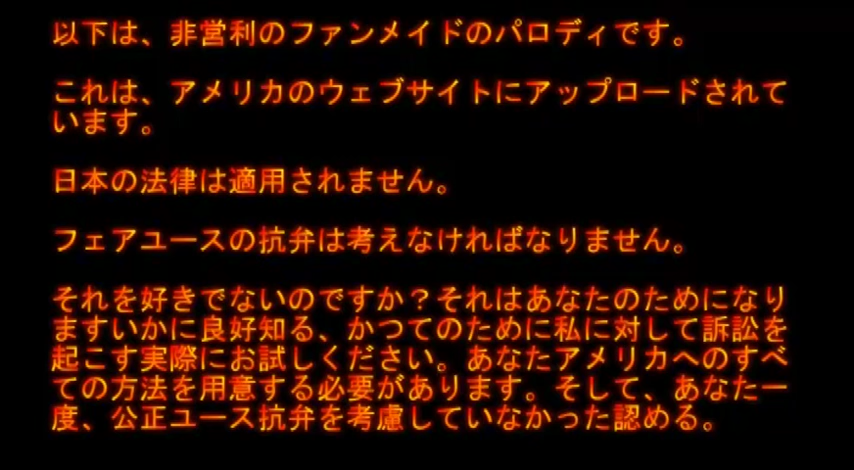 以下は、非営利のファンメイドのパロディです。
これは、アメリカのウェブサイトにアップロードされて
います。
日本の法律は適用されません。
フェアユースの抗弁は考えなければなりません。
それを好きでないのですか？それはあなたのためになり
ますいかに良好知る、かつてのために私に対して訴訟を
起こす実際にお試しください。あなたアメリカへのすべ
ての方法を用意する必要があります。そして、あなた一
度、公正ユース抗弁を考慮していなかった認める。